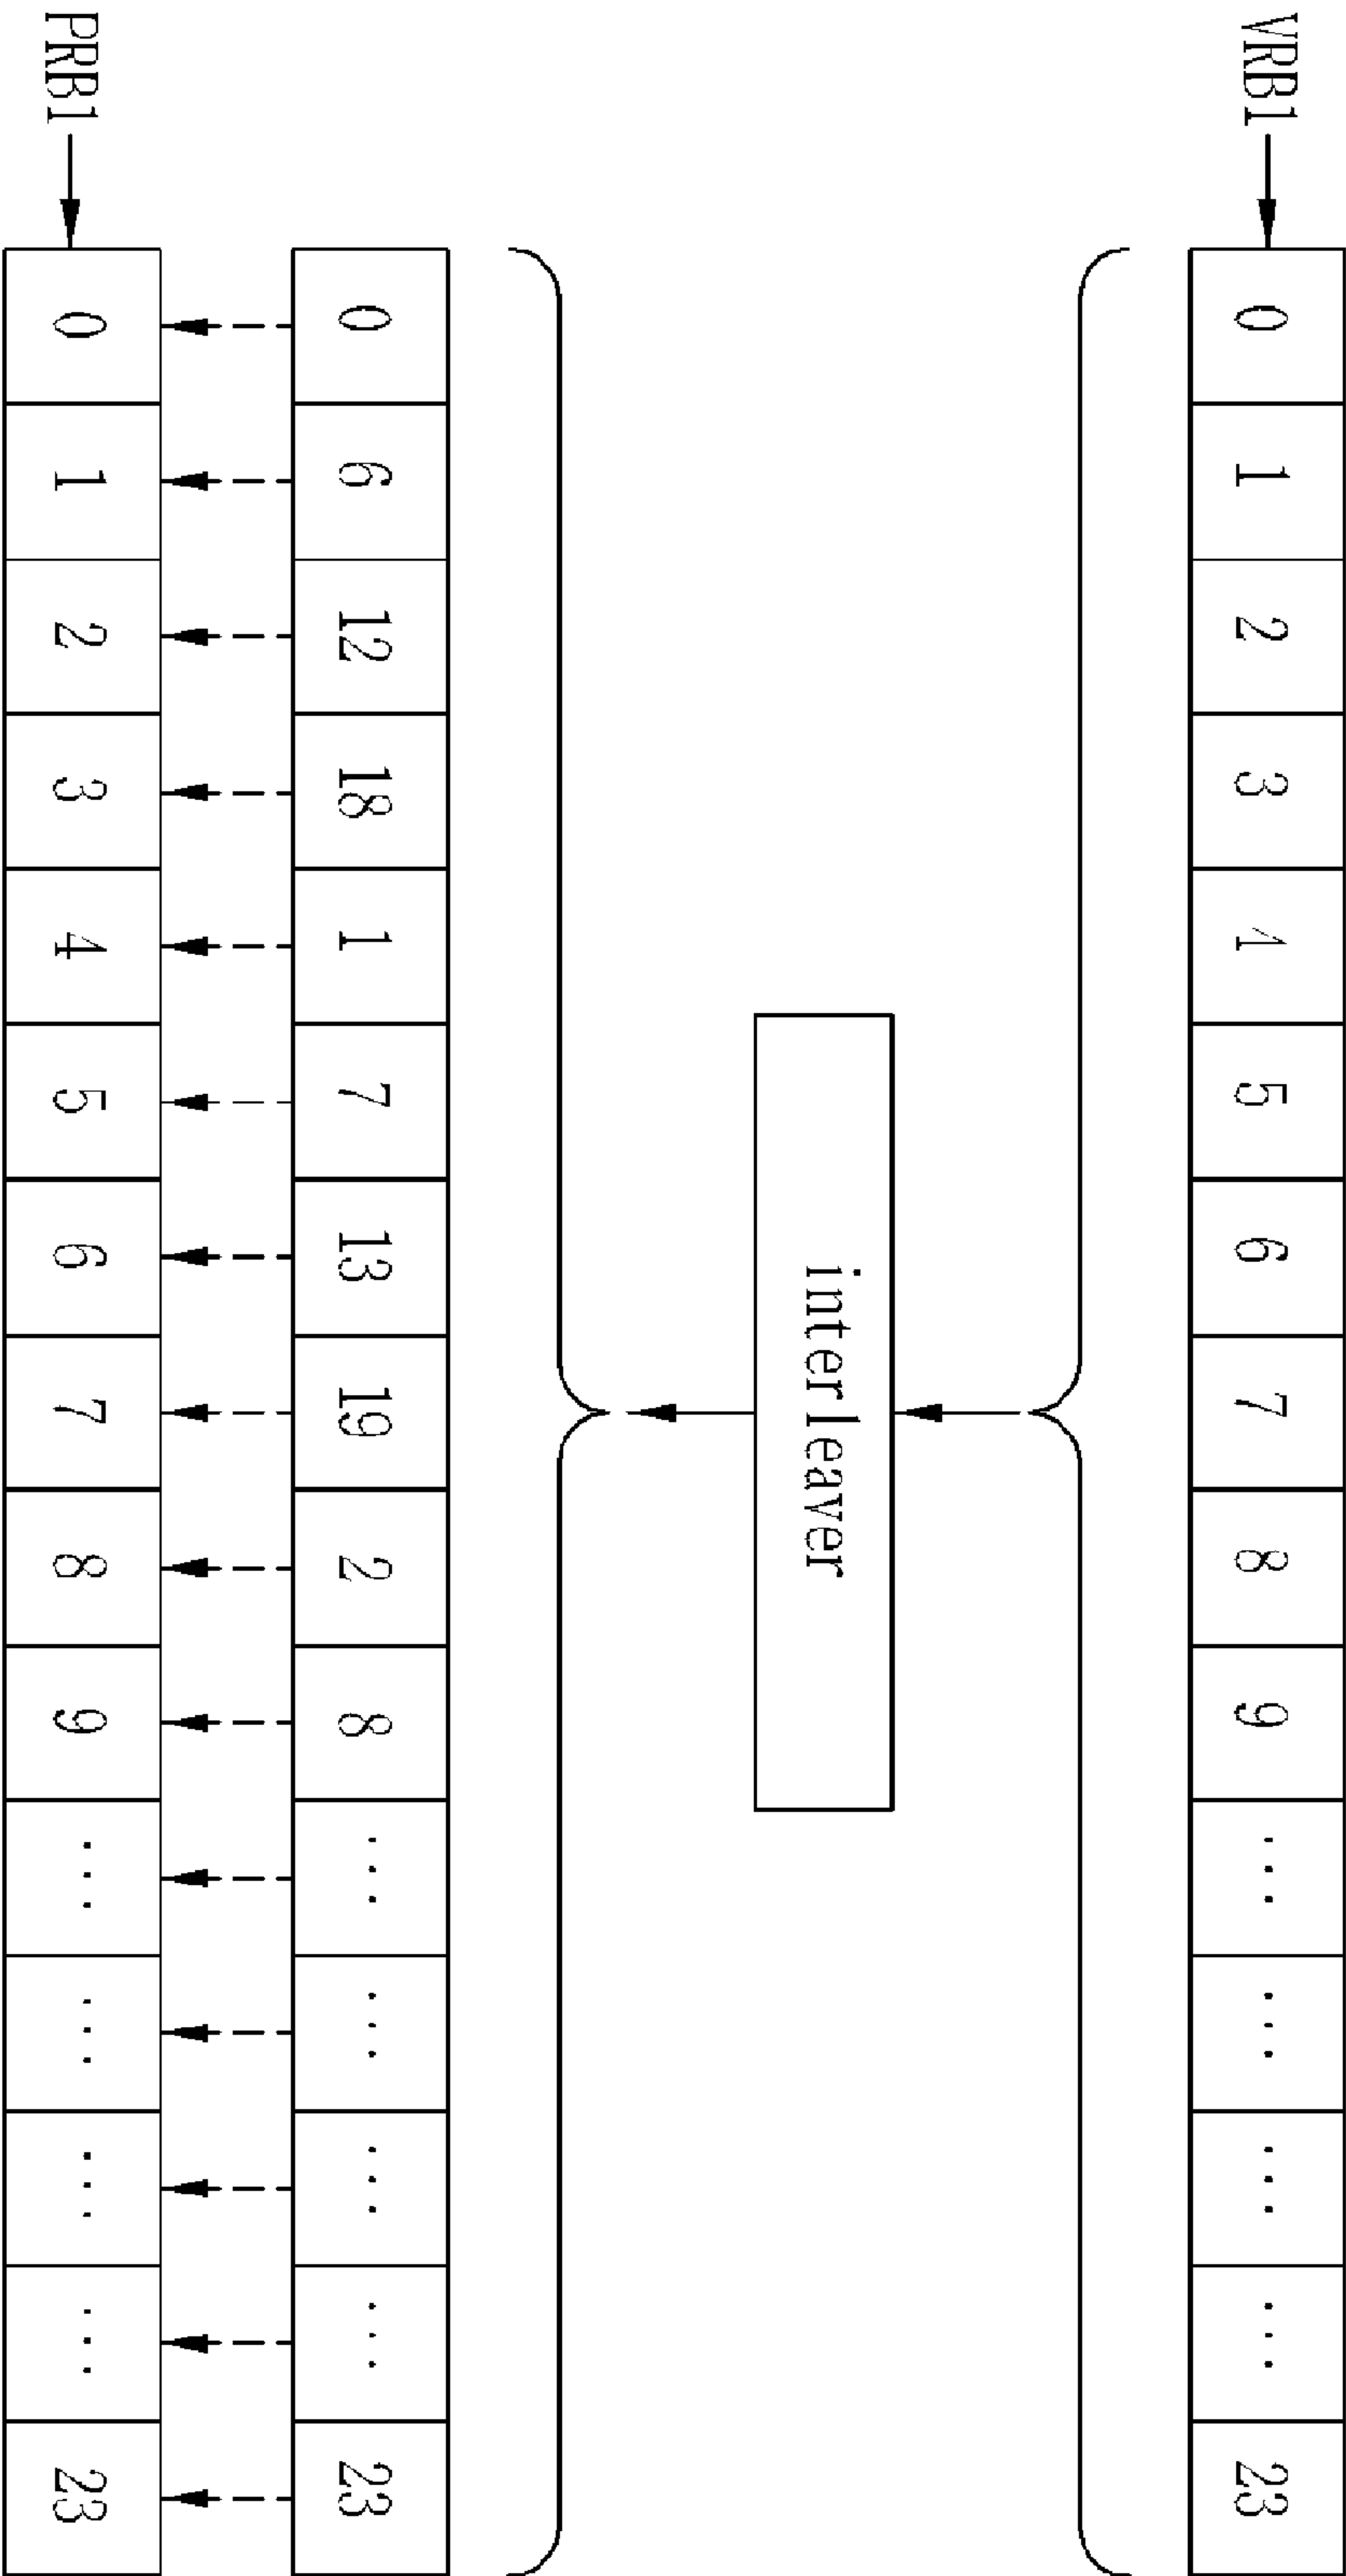 VRB1 0 1 2 3 4 5 6 7 8 9 ... ... ... ... 23
interleaver
0 6 12 18 1 7 13 19 2 8 ... ... ... ... 23
PRB1 0 1 2 3 4 5 6 7 8 9 ... ... ... ... 23